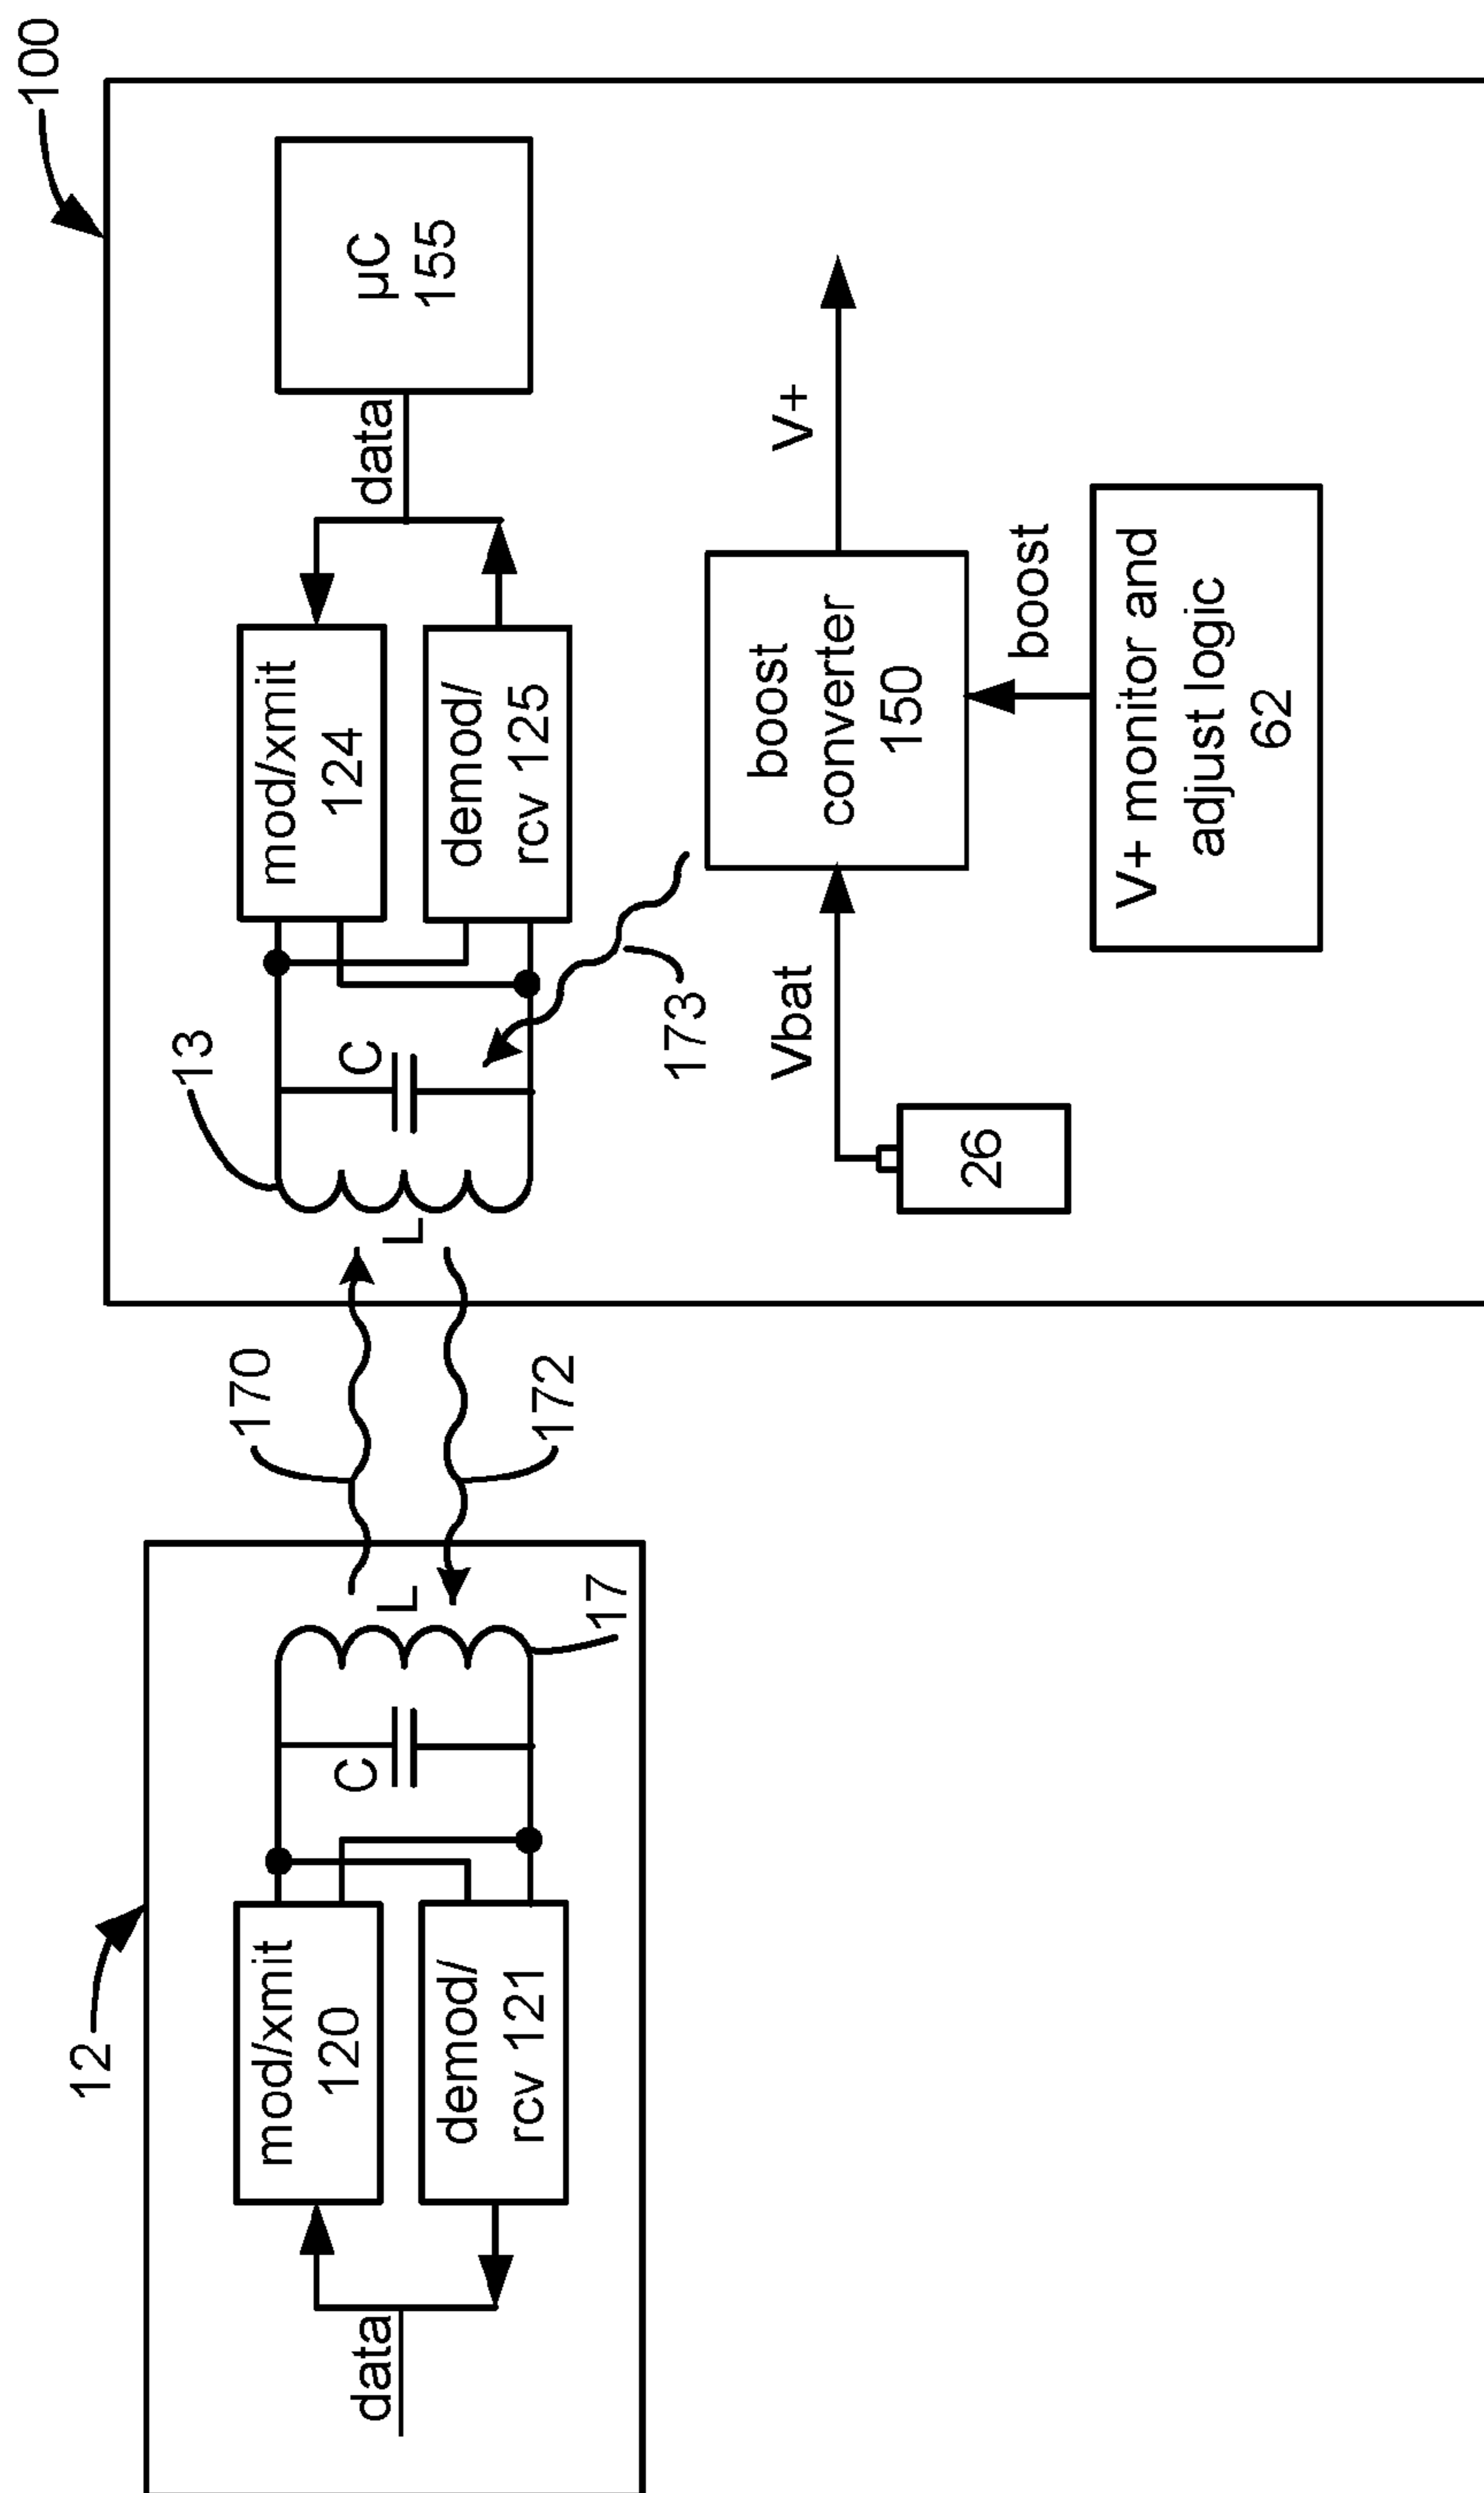 12
mod/xmit
120
demod/
rcv 121
data
C
L
17
170
172
100
13
L
C
mod/xmit
124
demod/
rcv 125
data
µC
155
173
Vbat
26
boost
converter
150
V+
boost
V+ monitor and
adjust logic
62